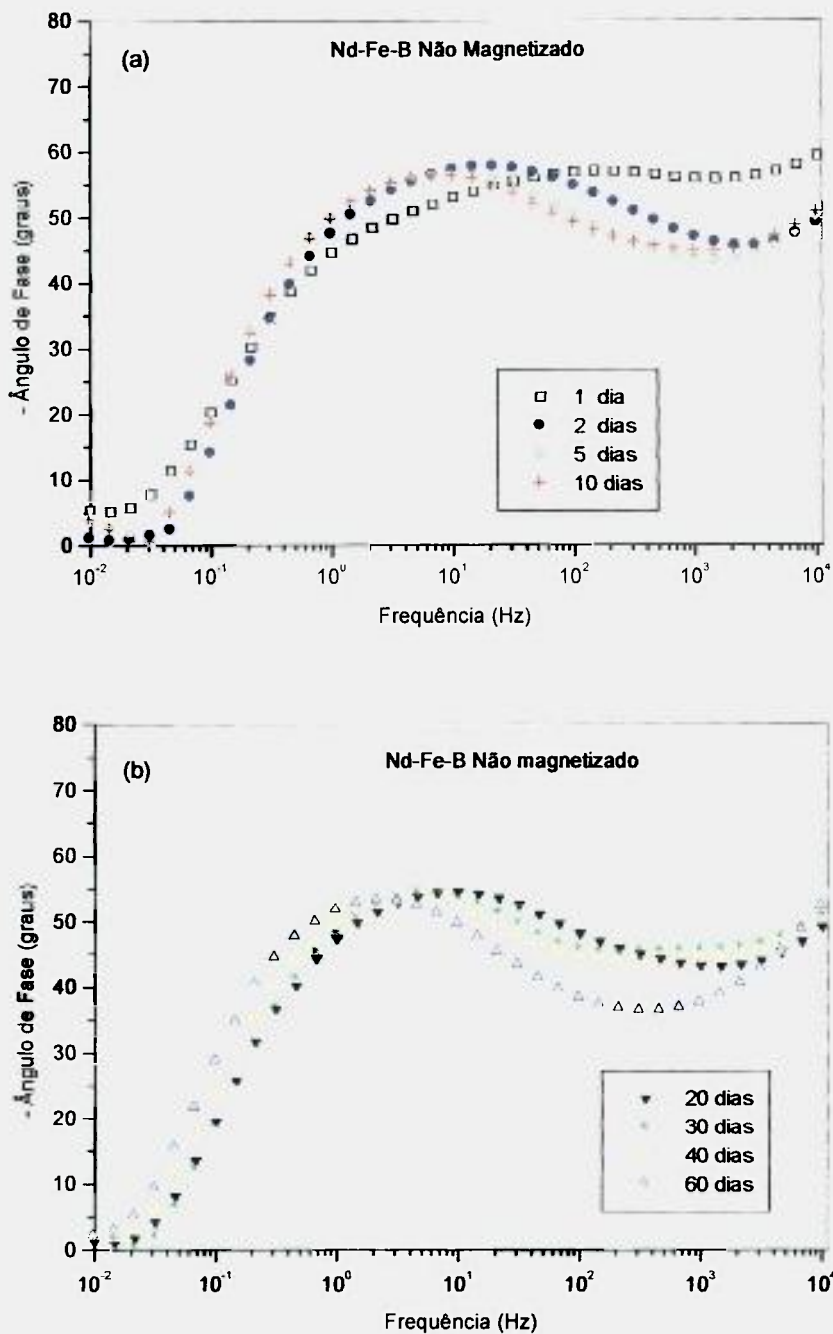 80
(a)
Nd-Fe-B Não Magnetizado
70
60
50
40
30
20
10
0
- Ângulo de Fase (graus)
1 dia
2 dias
5 dias
10 dias
10⁻²
10⁻¹
10⁰
10¹
10²
10³
10⁴
Frequência (Hz)
80
(b)
Nd-Fe-B Não magnetizado
70
60
50
40
30
20
10
0
- Ângulo de Fase (graus)
20 dias
30 dias
40 dias
60 dias
10⁻²
10⁻¹
10⁰
10¹
10²
10³
10⁴
Frequência (Hz)